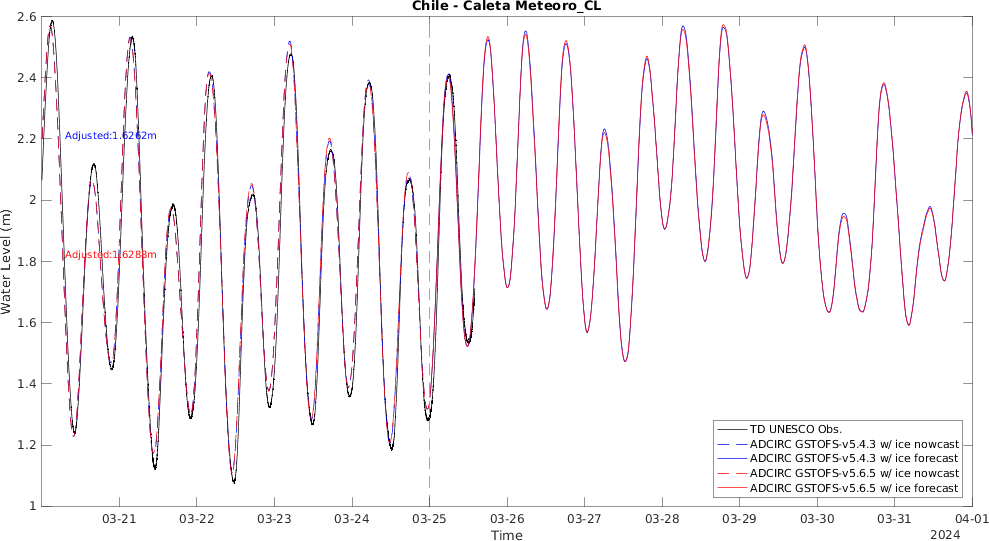 Chile - Caleta Meteoro_CL
2.6
2.4
2.2
2
1.8
1.6
1.4
1.2
1
Water Level (m)
Adjusted:1.6262m
Adjusted:1.6288m
TD UNESCO Obs.
ADCIRC GSTOFS-v5.4.3 w/ ice nowcast
ADCIRC GSTOFS-v5.4.3 w/ ice forecast
ADCIRC GSTOFS-v5.6.5 w/ ice nowcast
ADCIRC GSTOFS-v5.6.5 w/ ice forecast
03-21 03-22 03-23 03-24 03-25 03-26 03-27 03-28 03-29 03-30 03-31 04-01
Time
2024